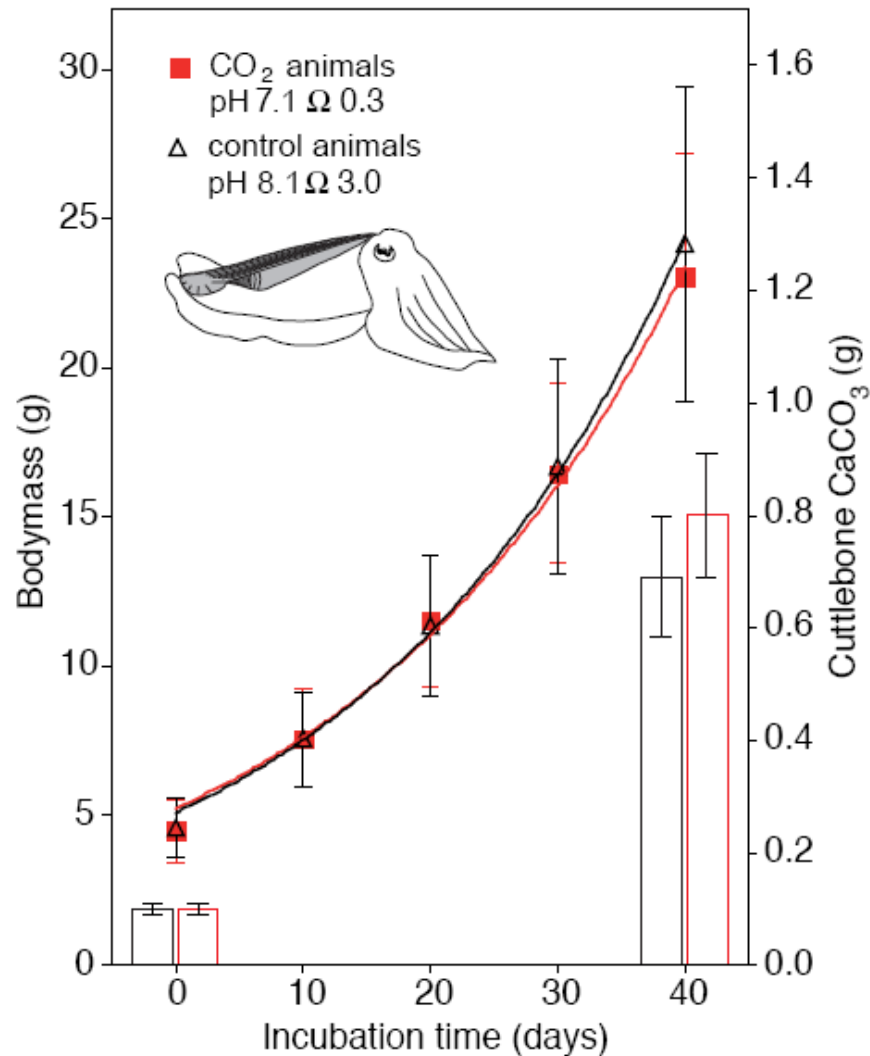 CO₂ animals
pH 7.1 Ω 0.3
control animals
pH 8.1 Ω 3.0
Bodymass (g)
30
25
20
15
10
5
0
Cuttlebone CaCO₃ (g)
1.6
1.4
1.2
1.0
0.8
0.6
0.4
0.2
0.0
0 10 20 30 40
Incubation time (days)